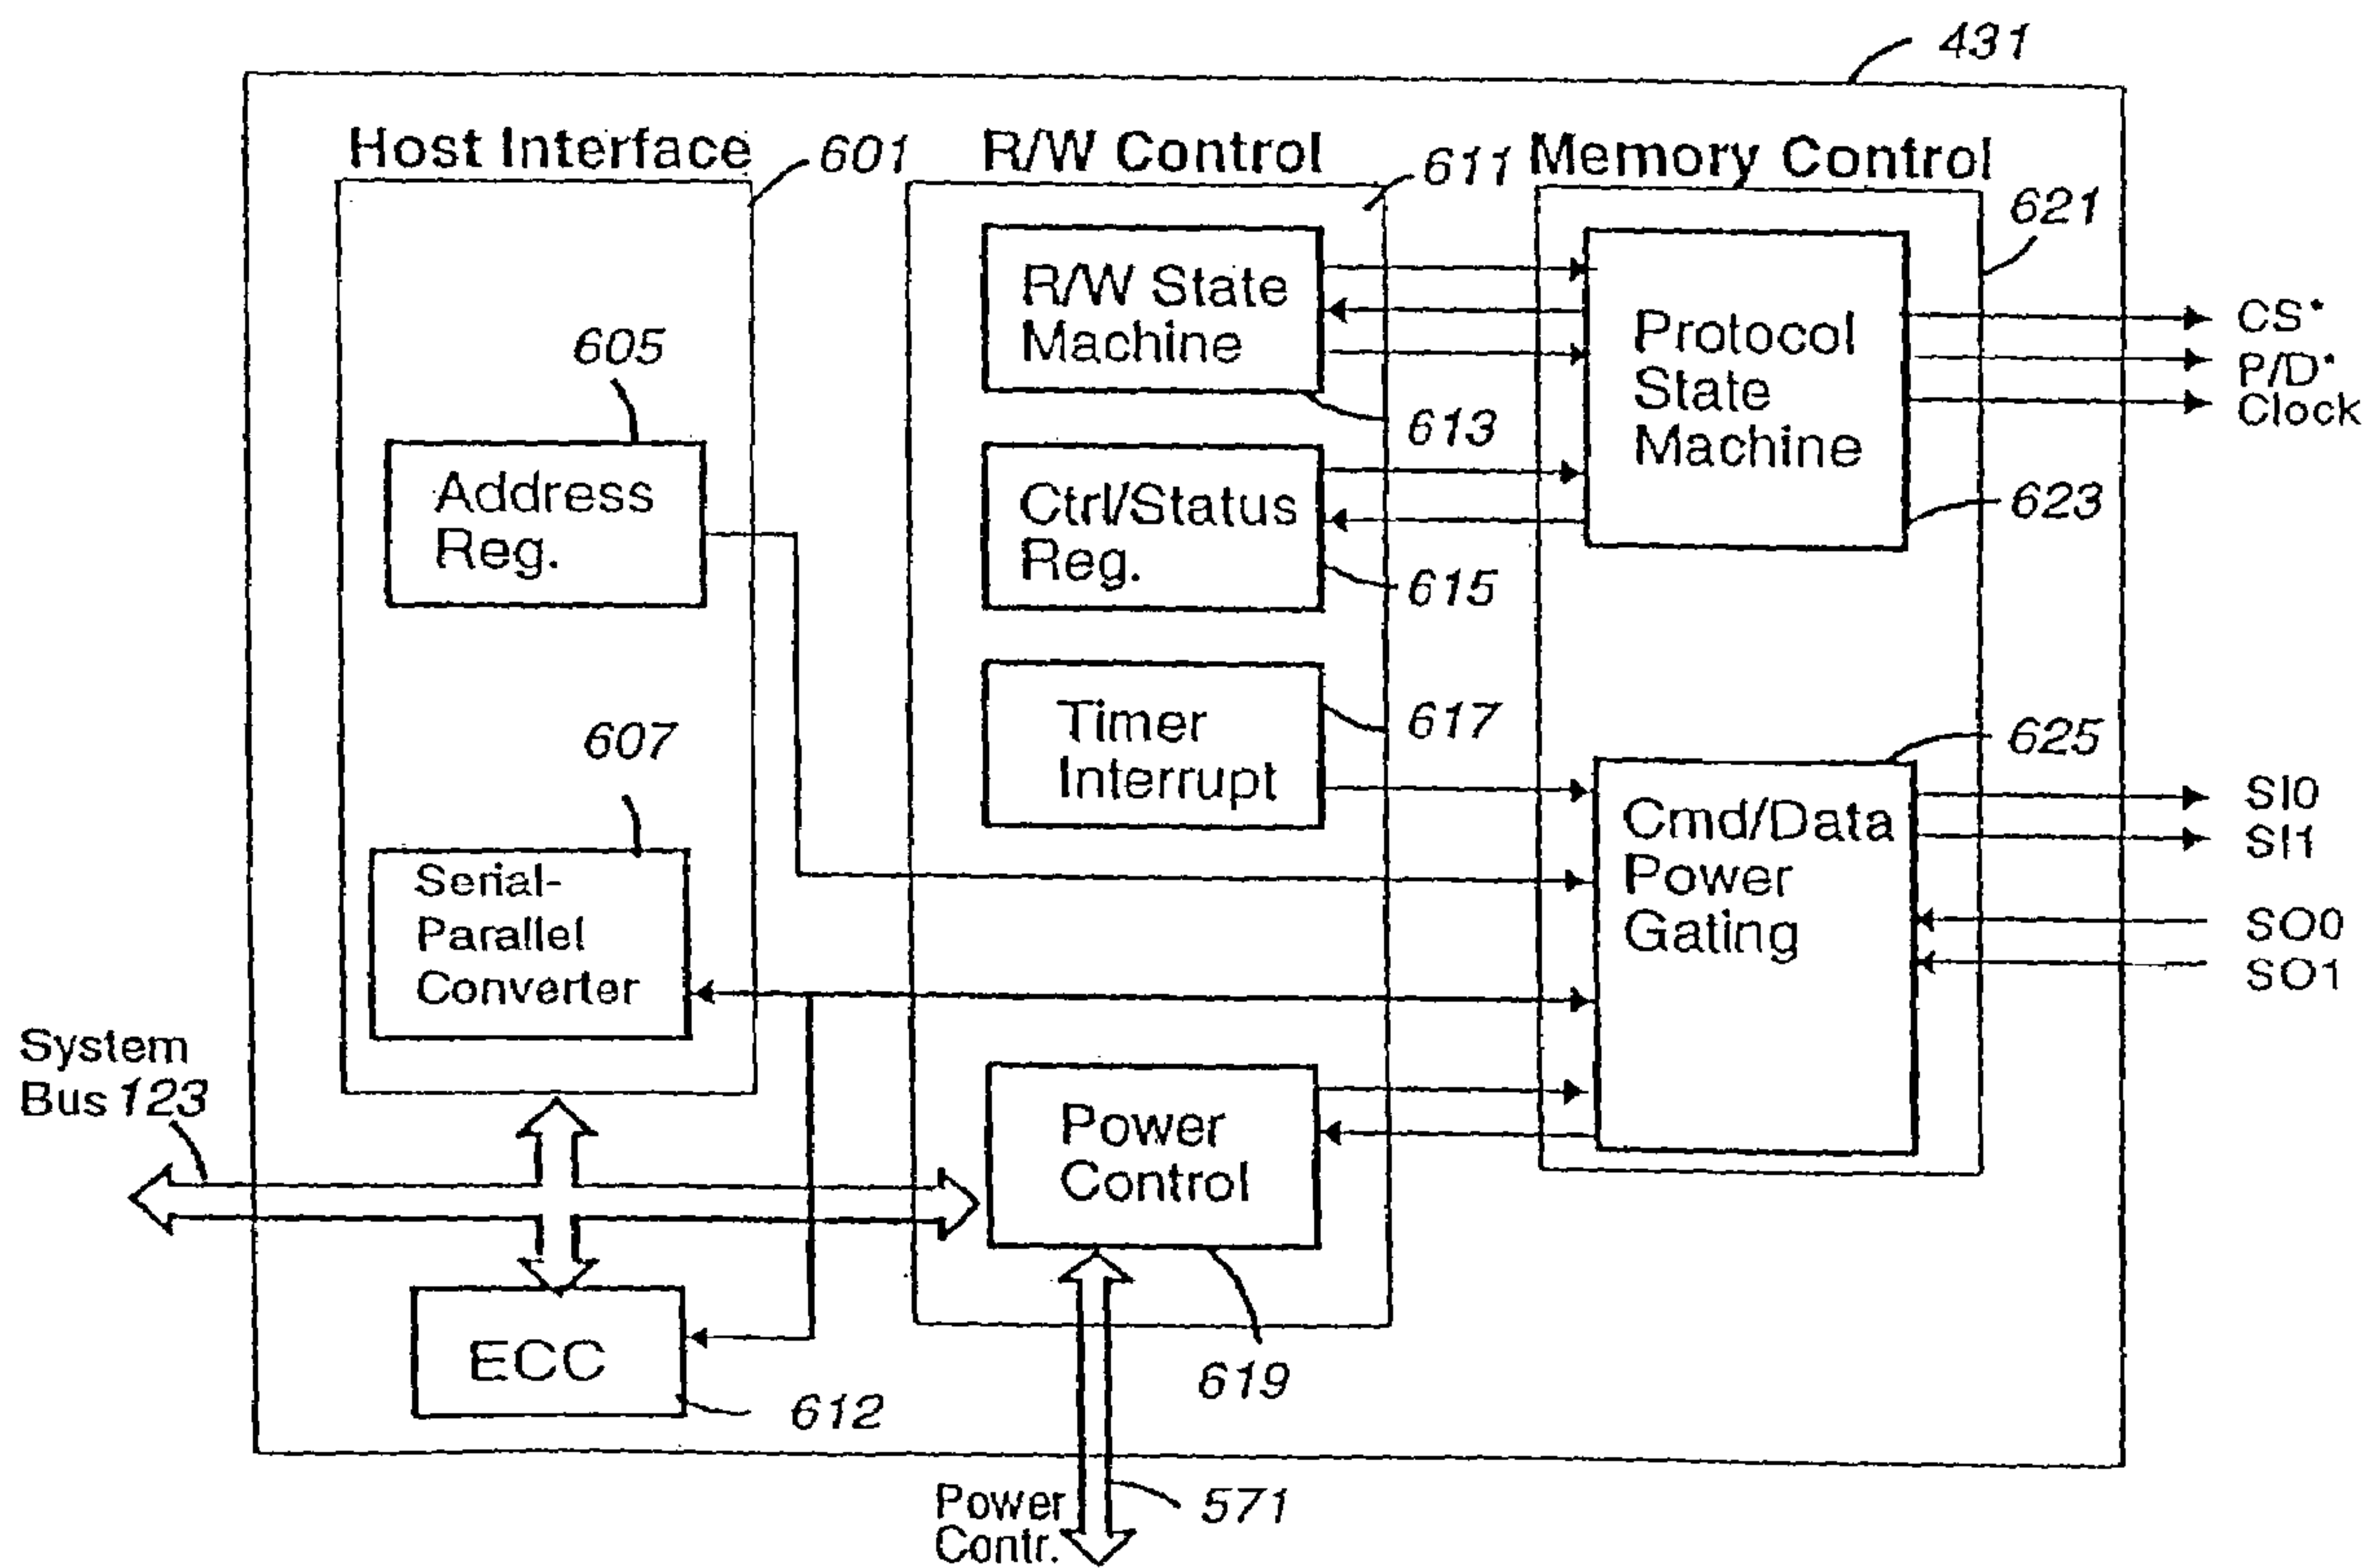 431
Host Interface
601
R/W Control
611
Memory Control
621
R/W State
Machine
613
Protocol
State
Machine
623
CS*
P/D*
Clock
605
Address
Reg.
Ctrl/Status
Reg.
615
Timer
Interrupt
617
625
Cmd/Data
Power
Gating
SI0
SI1
SO0
SO1
607
Serial-
Parallel
Converter
System
Bus 123
Power
Control
619
ECC
612
Power
Contr.
571